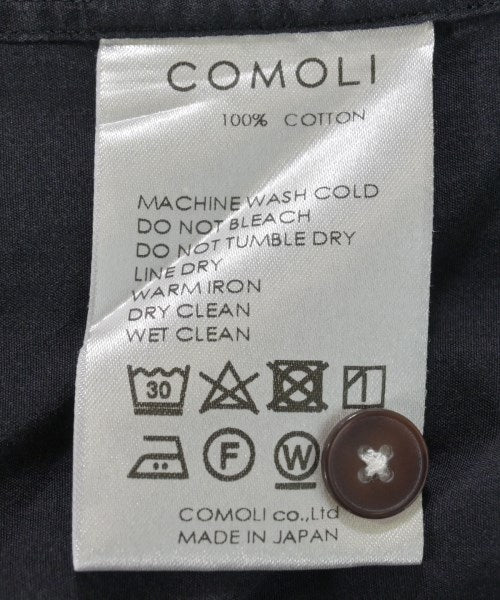 COMOLI
100% COTTON
MACHINE WASH COLD
DO NOT BLEACH
DO NOT TUMBLE DRY
LINE DRY
WARM IRON
DRY CLEAN
WET CLEAN
30
F W
COMOLI co.,Ltd
MADE IN JAPAN